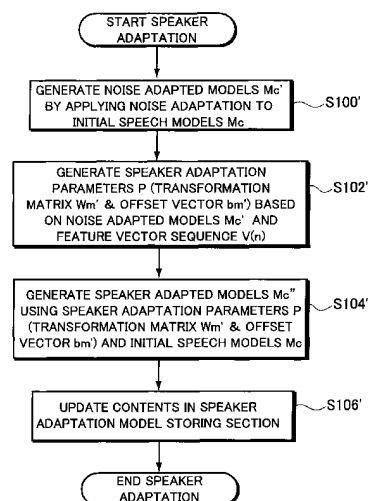 START SPEAKER
ADAPTATION
GENERATE NOISE ADAPTED MODELS Mc'
BY APPLYING NOISE ADAPTATION TO
INITIAL SPEECH MODELS Mc
S100'
GENERATE SPEAKER ADAPTATION
PARAMETERS P (TRANSFORMATION
MATRIX Wm' & OFFSET VECTOR bm') BASED
ON NOISE ADAPTED MODELS Mc' AND
FEATURE VECTOR SEQUENCE V(n)
S102'
GENERATE SPEAKER ADAPTED MODELS Mc"
USING SPEAKER ADAPTATION PARAMETERS P
(TRANSFORMATION MATRIX Wm' & OFFSET
VECTOR bm') AND INITIAL SPEECH MODELS Mc
S104'
UPDATE CONTENTS IN SPEAKER
ADAPTATION MODEL STORING SECTION
S106'
END SPEAKER
ADAPTATION